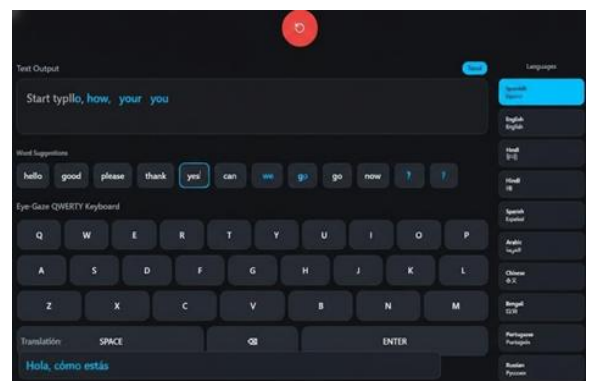 Text Output
Languages
Start typllo, how, your you
Spanish
English
English
Word Suggestions
Hindi
hello good please thank yes can we go go now ? ?
Hindi
Eye-Gaze QWERTY Keyboard
Spanish
Español
Q W E R T Y U I O P
Arabic
A S D F G H J K L
Chinese
Z X C V B N M
Bengali
Portuguese
Translation: SPACE ⌫ ENTER
Hola, cómo estás
Russian
Русский